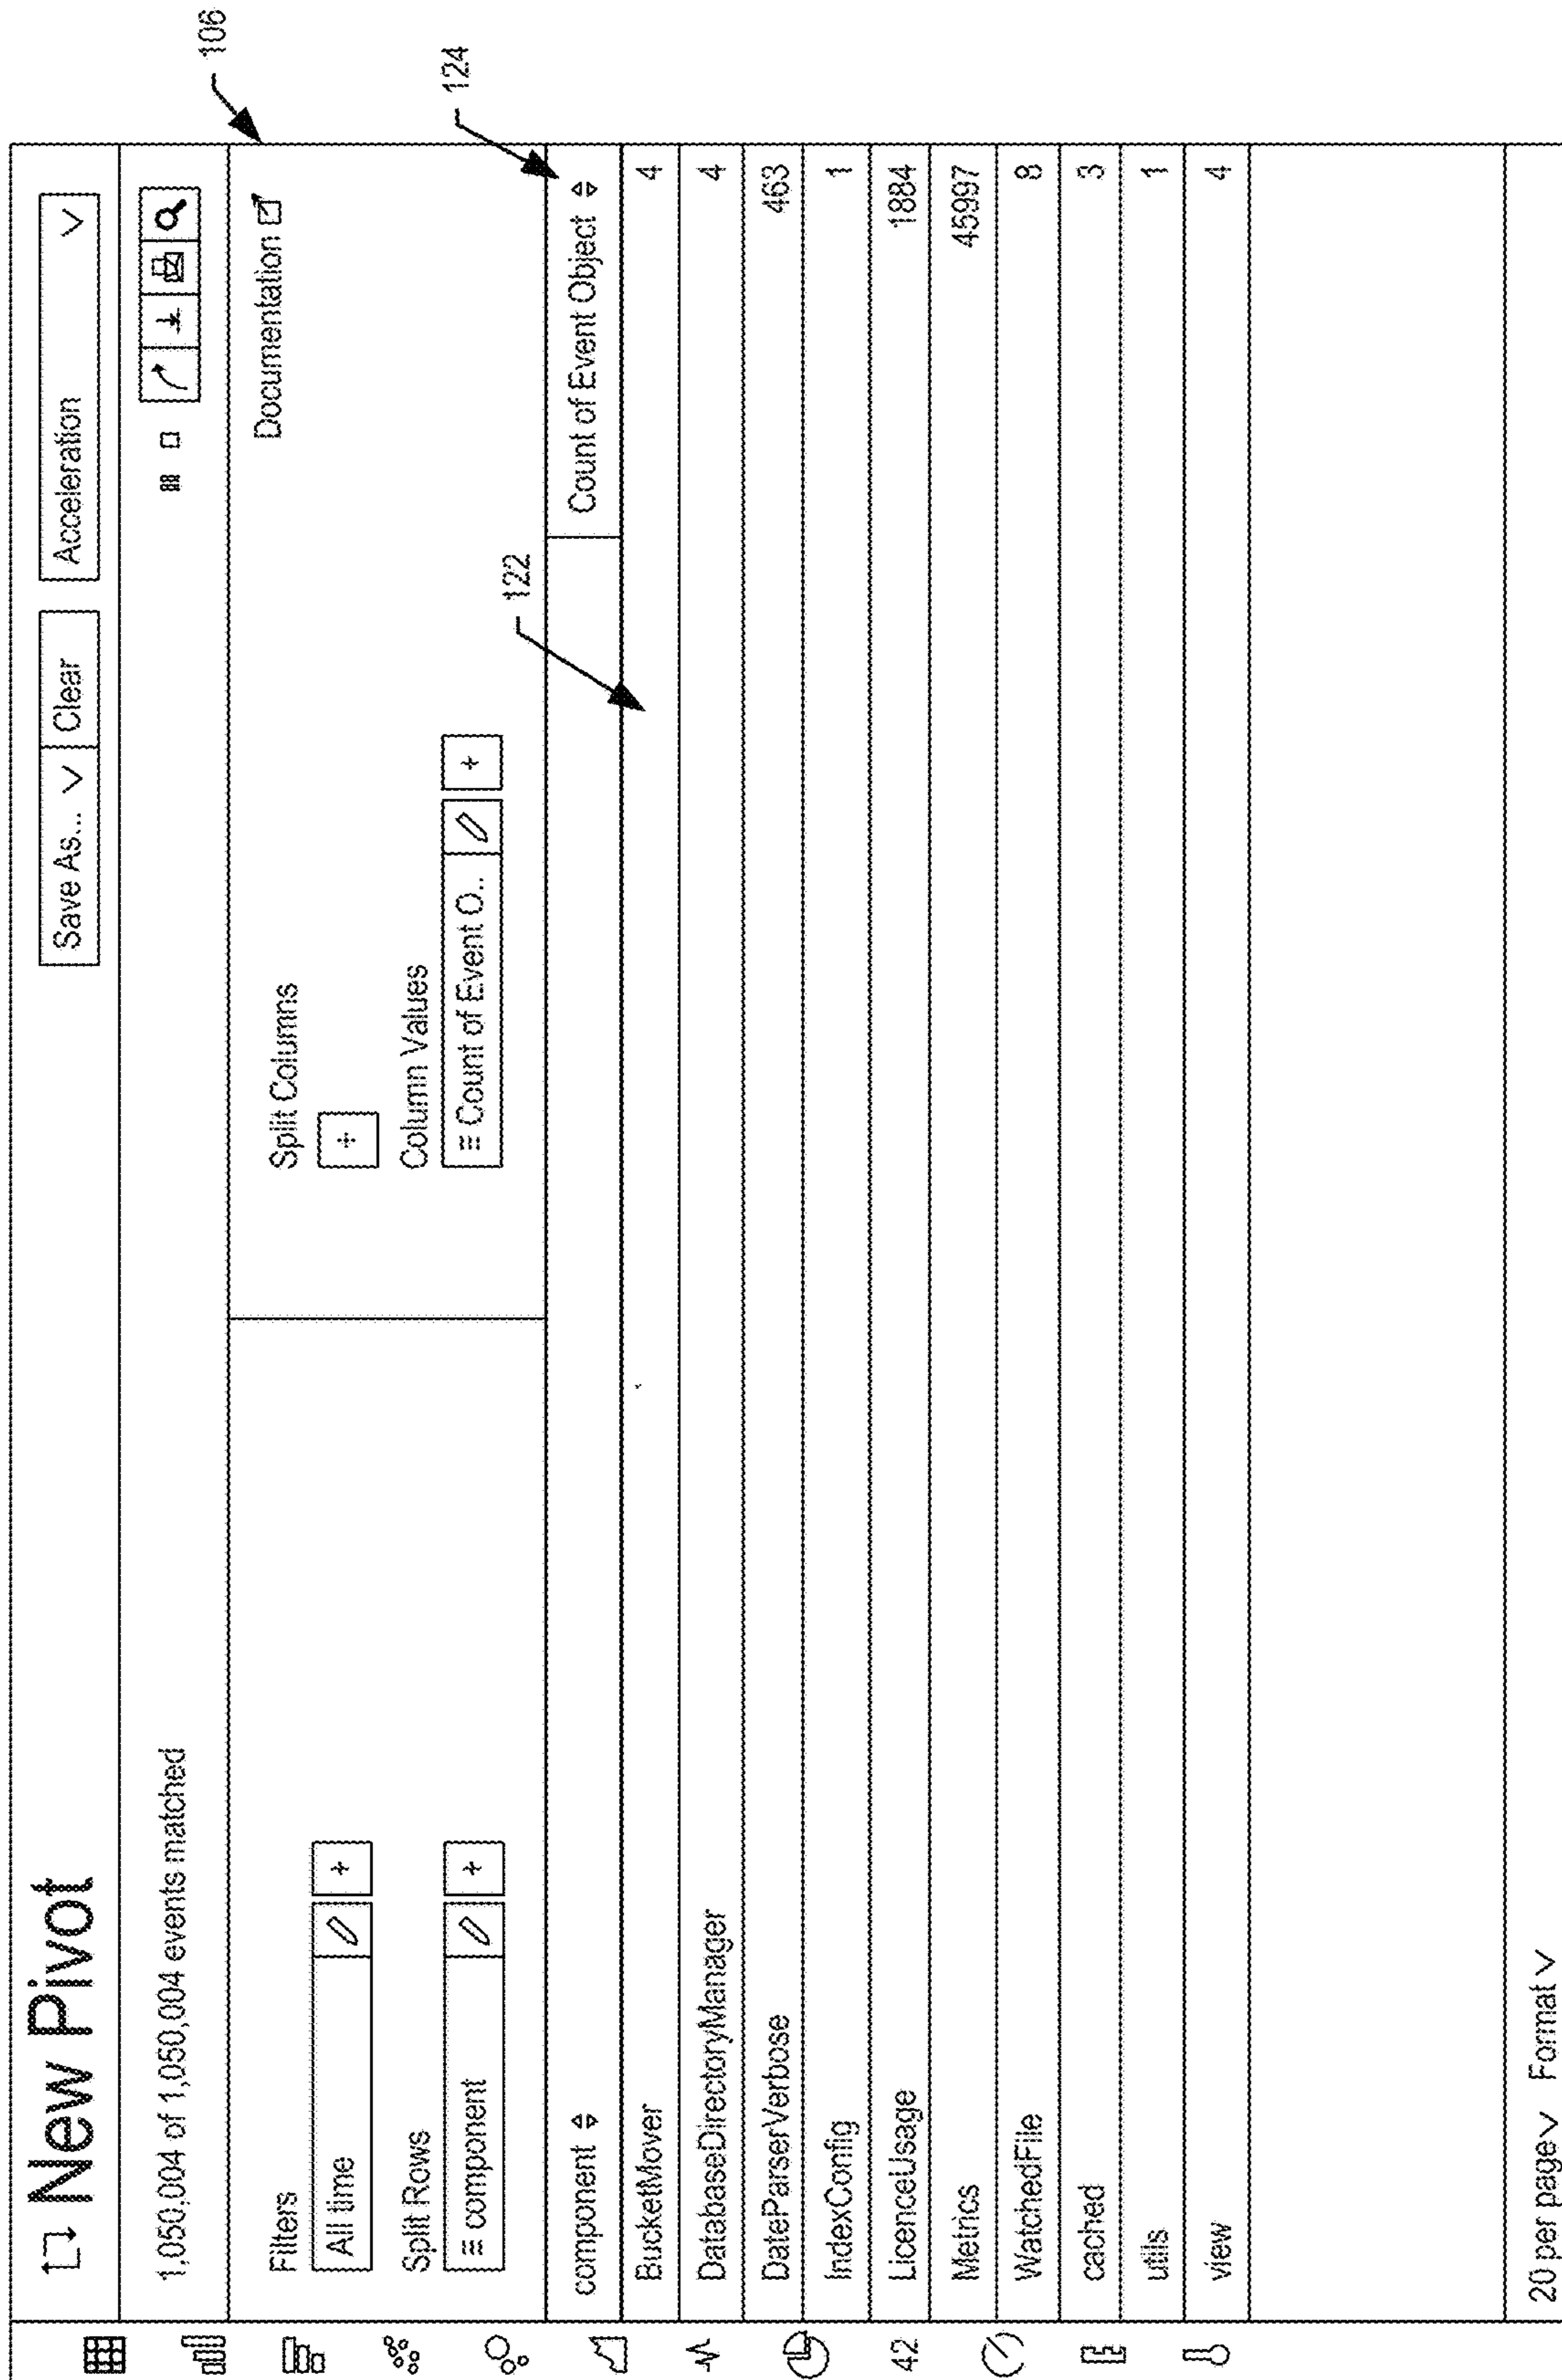 New Pivot
Save As... Clear Acceleration
1,050,004 of 1,050,004 events matched
106
Filters
Split Columns
Documentation
All time
+
+
Split Rows
Column Values
124
component
+
Count of Event O..
+
122
component
Count of Event Object
BucketMover 4
DatabaseDirectoryManager 4
DateParserVerbose 463
IndexConfig 1
42
LicenceUsage 1884
Metrics 45997
WatchedFile 8
cached 3
utils 1
view 4
20 per page Format